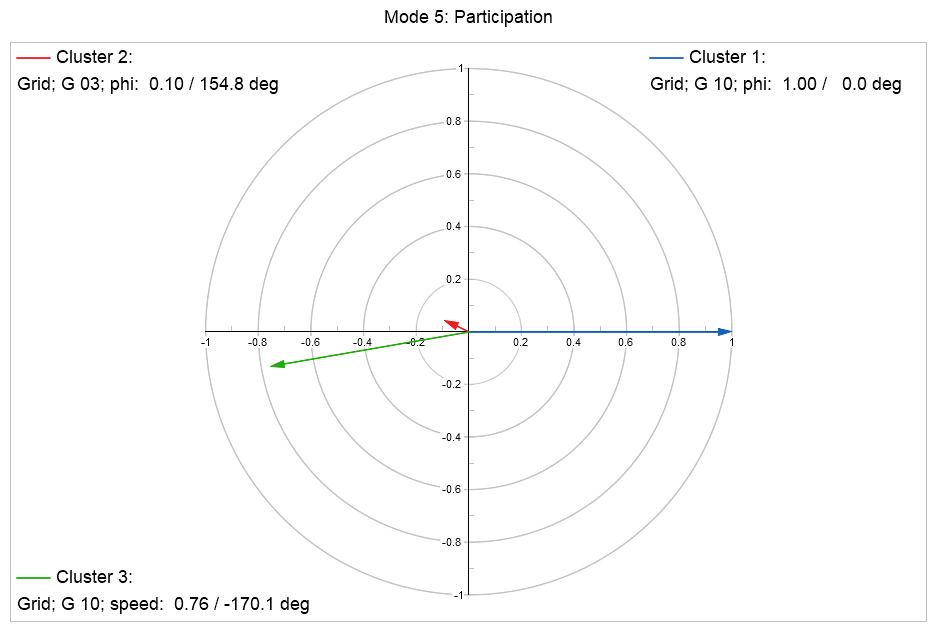 Mode 5: Participation
Cluster 2:
Grid; G 03; phi: 0.10 / 154.8 deg
Cluster 1:
Grid; G 10; phi: 1.00 / 0.0 deg
1
0.8
0.6
0.4
0.2
-1 -0.8 -0.6 -0.4 -0.2 0.2 0.4 0.6 0.8 1
-0.2
-0.4
-0.6
-0.8
-1
Cluster 3:
Grid; G 10; speed: 0.76 / -170.1 deg